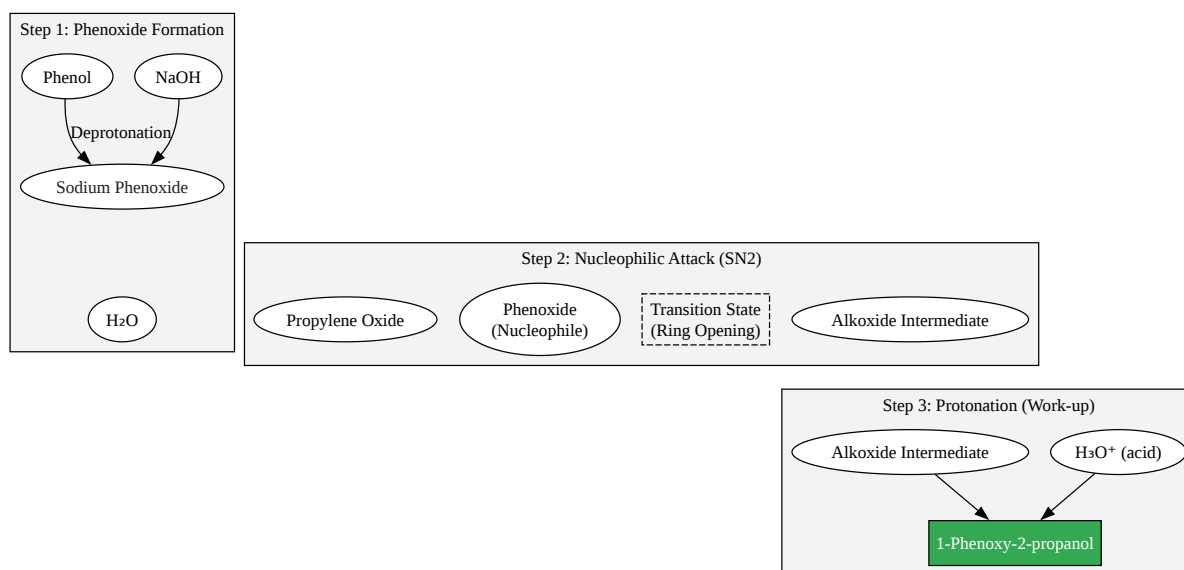 Step 1: Phenoxide Formation
Phenol
NaOH
Deprotonation
Sodium Phenoxide
H₂O
Step 2: Nucleophilic Attack (SN2)
Propylene Oxide
Phenoxide
(Nucleophile)
Transition State
(Ring Opening)
Alkoxide Intermediate
Step 3: Protonation (Work-up)
Alkoxide Intermediate
H₃O⁺ (acid)
1-Phenoxy-2-propanol